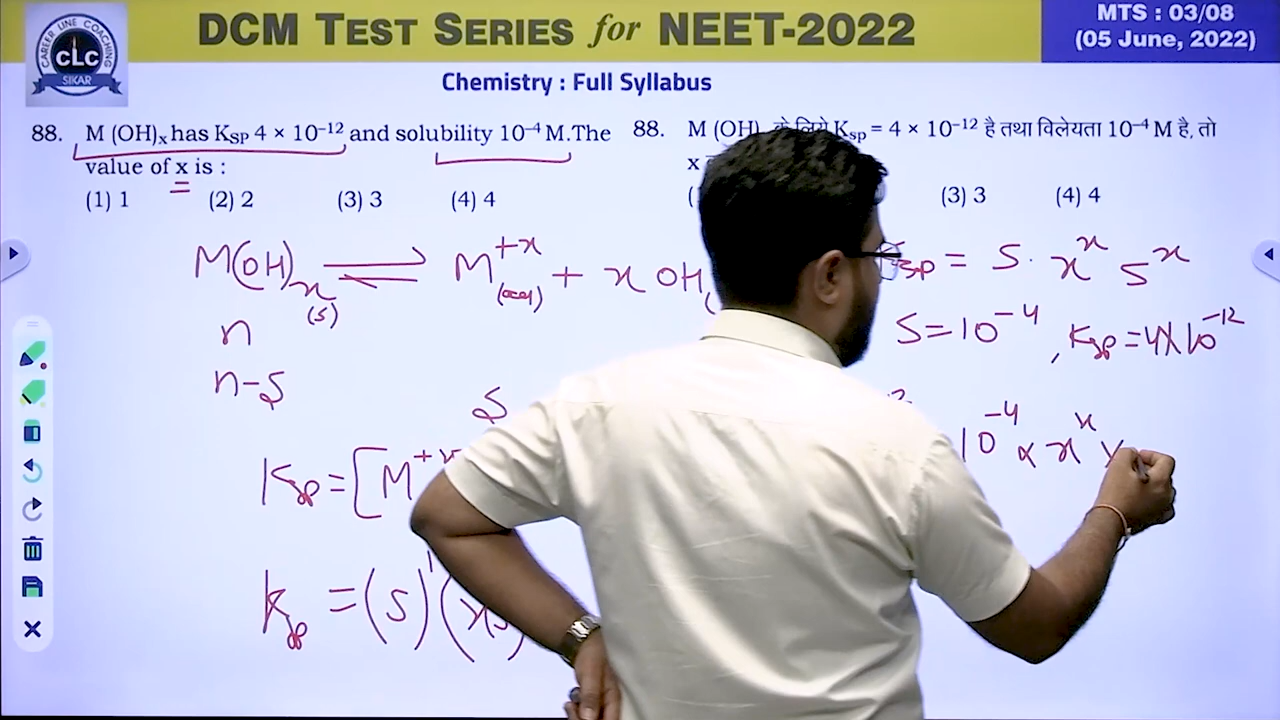 DCM TEST SERIES for NEET-2022
MTS : 03/08
(05 June, 2022)
CAREER LINE COACHING
CLC
SIKAR
Chemistry : Full Syllabus
88. M (OH)ₓ has K_SP 4 × 10⁻¹² and solubility 10⁻⁴ M.The
value of x is :
(1) 1 (2) 2 (3) 3 (4) 4
88. M (OH) K_SP = 4 × 10⁻¹² है तथा विलेयता 10⁻⁴ M है, तो
x
(3) 3 (4) 4
M(OH)ₓ(s) ⇌ M⁺ˣ + x OH
n
n-s
s
Ksp = [M⁺ˣ
Ksp = (s)¹(xs)
sp = s . xˣ sˣ
s = 10⁻⁴ , Ksp = 4×10⁻¹²
10⁻⁴ × xˣ ×